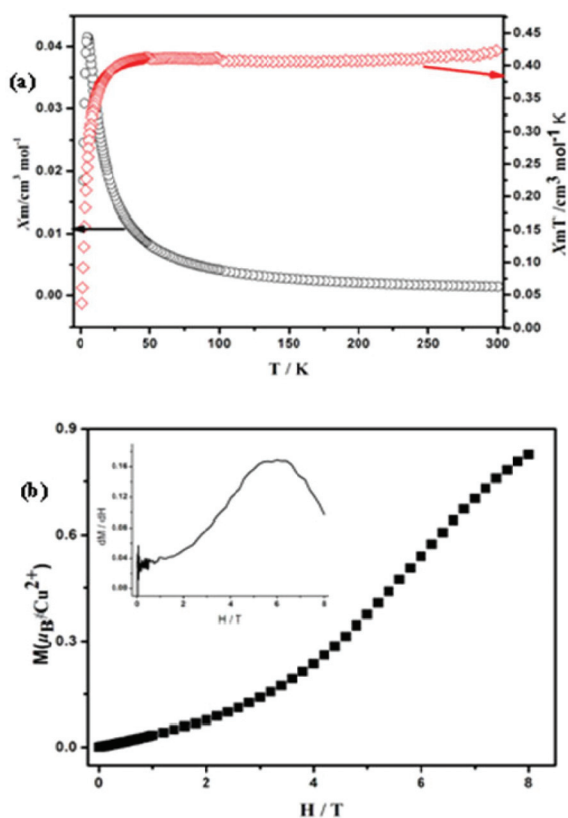 (a)
0.04
0.03
0.02
0.01
0.00
Xm/cm³ mol⁻¹
0.45
0.40
0.35
0.30
0.25
0.20
0.15
0.10
0.05
0.00
XmT /cm³ mol⁻¹ K
0 50 100 150 200 250 300
T / K
(b)
0.9
0.6
0.3
0.0
M(μB/Cu²⁺)
0.16
0.12
0.08
0.04
0.00
dM / dH
0 2 4 6 8
H / T
0 2 4 6 8
H / T